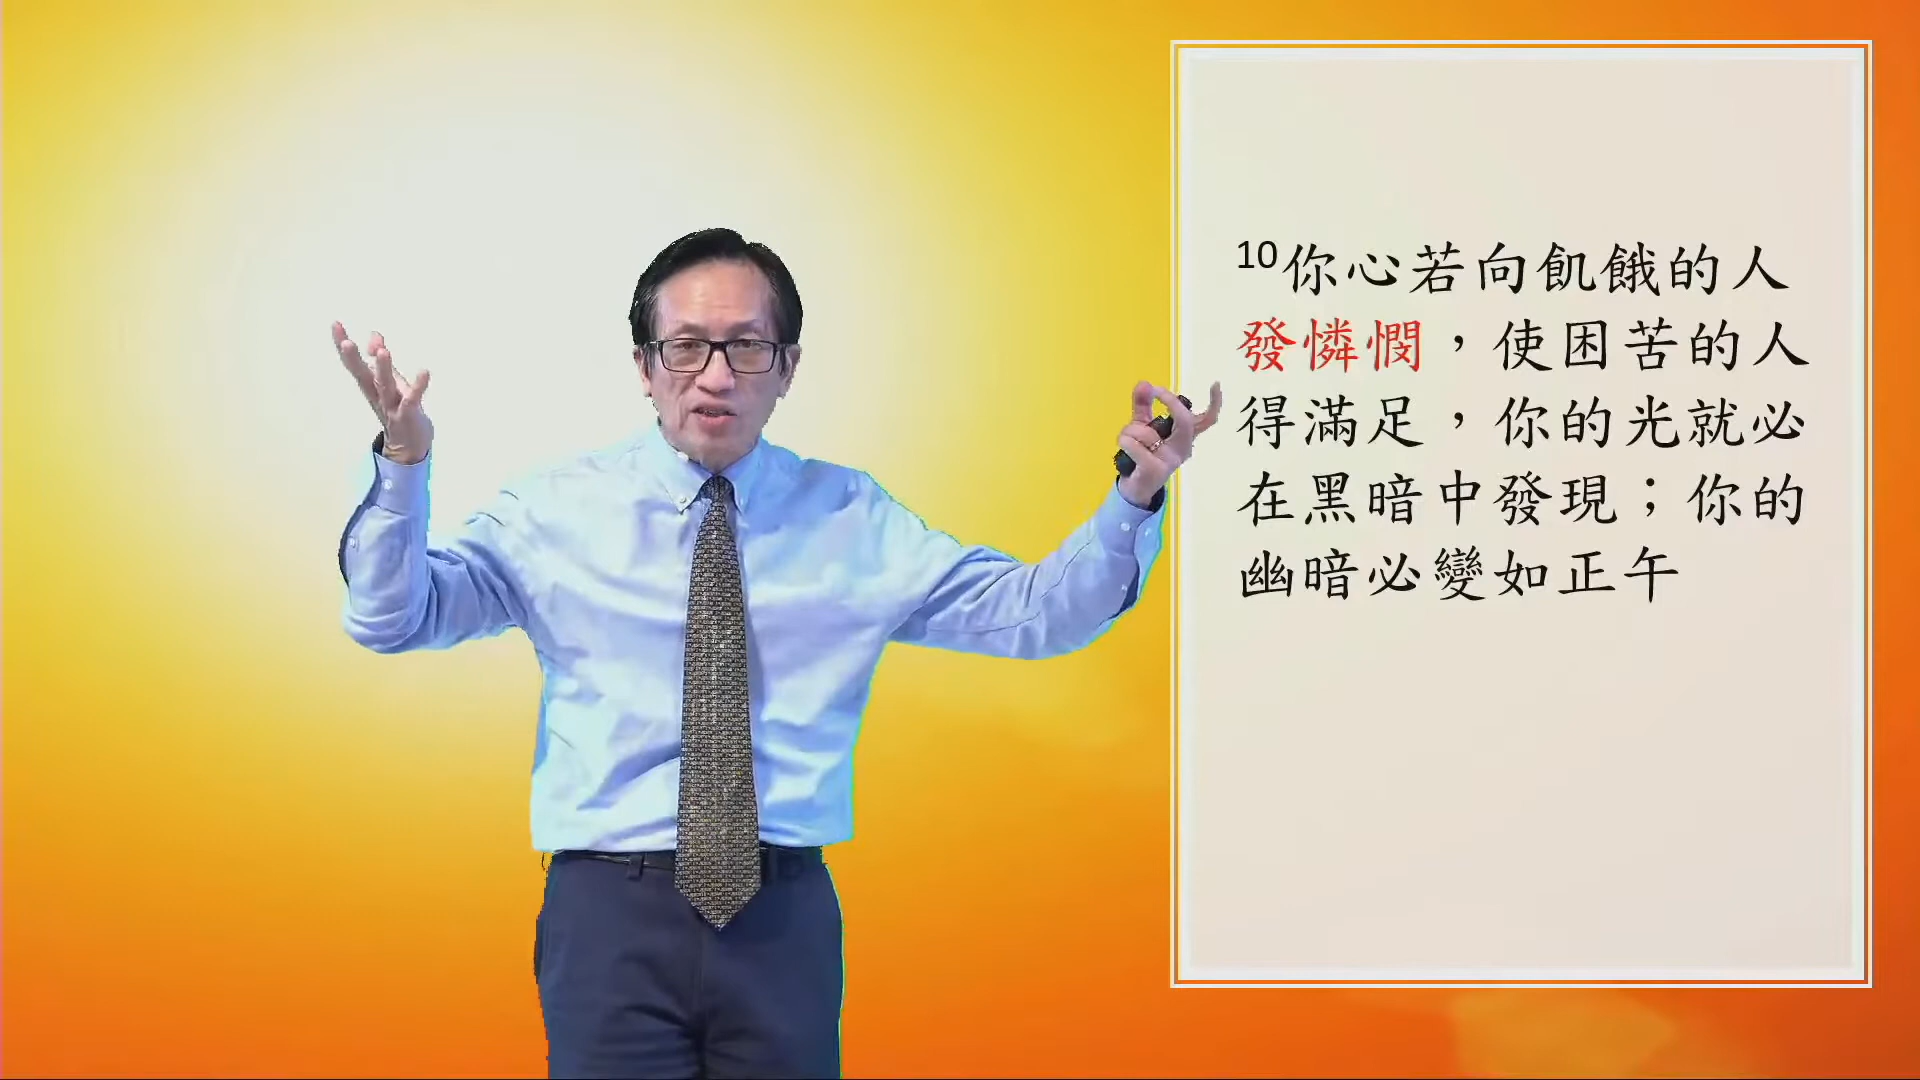 10你心若向飢餓的人
發憐憫，使困苦的人
得滿足，你的光就必
在黑暗中發現；你的
幽暗必變如正午